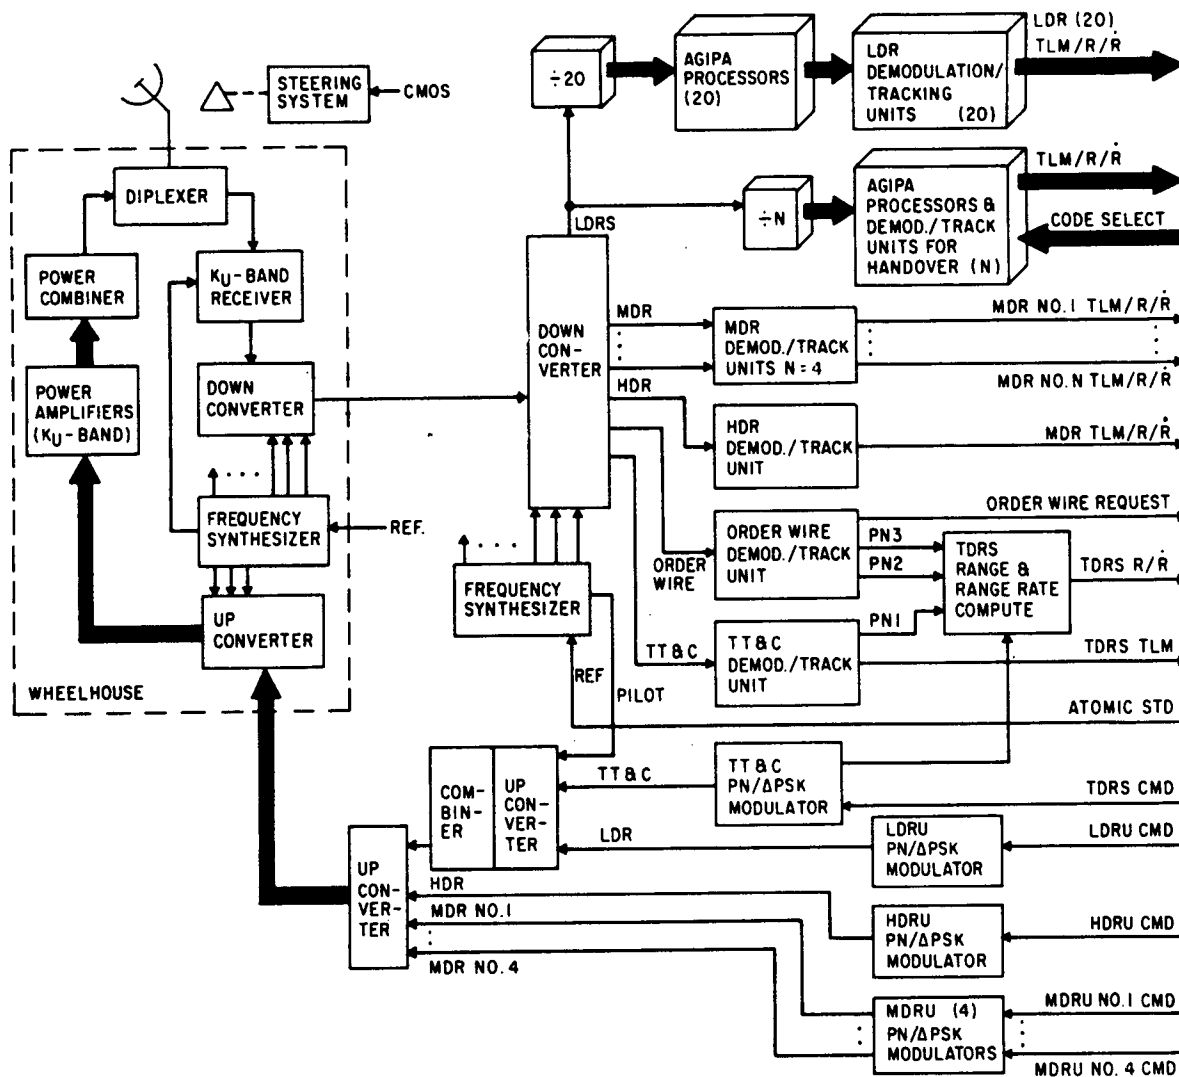 LDR (20)
TLM/R/Ṙ
÷20
AGIPA
PROCESSORS
(20)
LDR
DEMODULATION/
TRACKING
UNITS (20)
STEERING
SYSTEM
CMOS
DIPLEXER
LDRS
÷N
AGIPA
PROCESSORS &
DEMOD./TRACK
UNITS FOR
HANDOVER (N)
TLM/R/Ṙ
CODE SELECT
POWER
COMBINER
KU-BAND
RECEIVER
DOWN
CON-
VERTER
MDR
HDR
MDR
DEMOD./TRACK
UNITS N=4
MDR NO.1 TLM/R/Ṙ
MDR NO.N TLM/R/Ṙ
POWER
AMPLIFIERS
(KU-BAND)
DOWN
CONVERTER
HDR
DEMOD./TRACK
UNIT
MDR TLM/R/Ṙ
FREQUENCY
SYNTHESIZER
REF.
ORDER
WIRE
ORDER WIRE
DEMOD./TRACK
UNIT
ORDER WIRE REQUEST
PN3
PN2
PN1
TDRS
RANGE &
RANGE RATE
COMPUTE
TDRS R/Ṙ
FREQUENCY
SYNTHESIZER
UP
CONVERTER
WHEELHOUSE
REF
PILOT
TT&C
TT&C
DEMOD./TRACK
UNIT
TDRS TLM
ATOMIC STD
COM-
BIN-
ER
UP
CON-
VER-
TER
TT&C
TT&C
PN/ΔPSK
MODULATOR
TDRS CMD
LDR
LDRU
PN/ΔPSK
MODULATOR
LDRU CMD
UP
CON-
VER-
TER
HDR
MDR NO.1
MDR NO.4
HDRU
PN/ΔPSK
MODULATOR
HDRU CMD
MDRU (4)
PN/ΔPSK
MODULATORS
MDRU NO.1 CMD
MDRU NO. 4 CMD